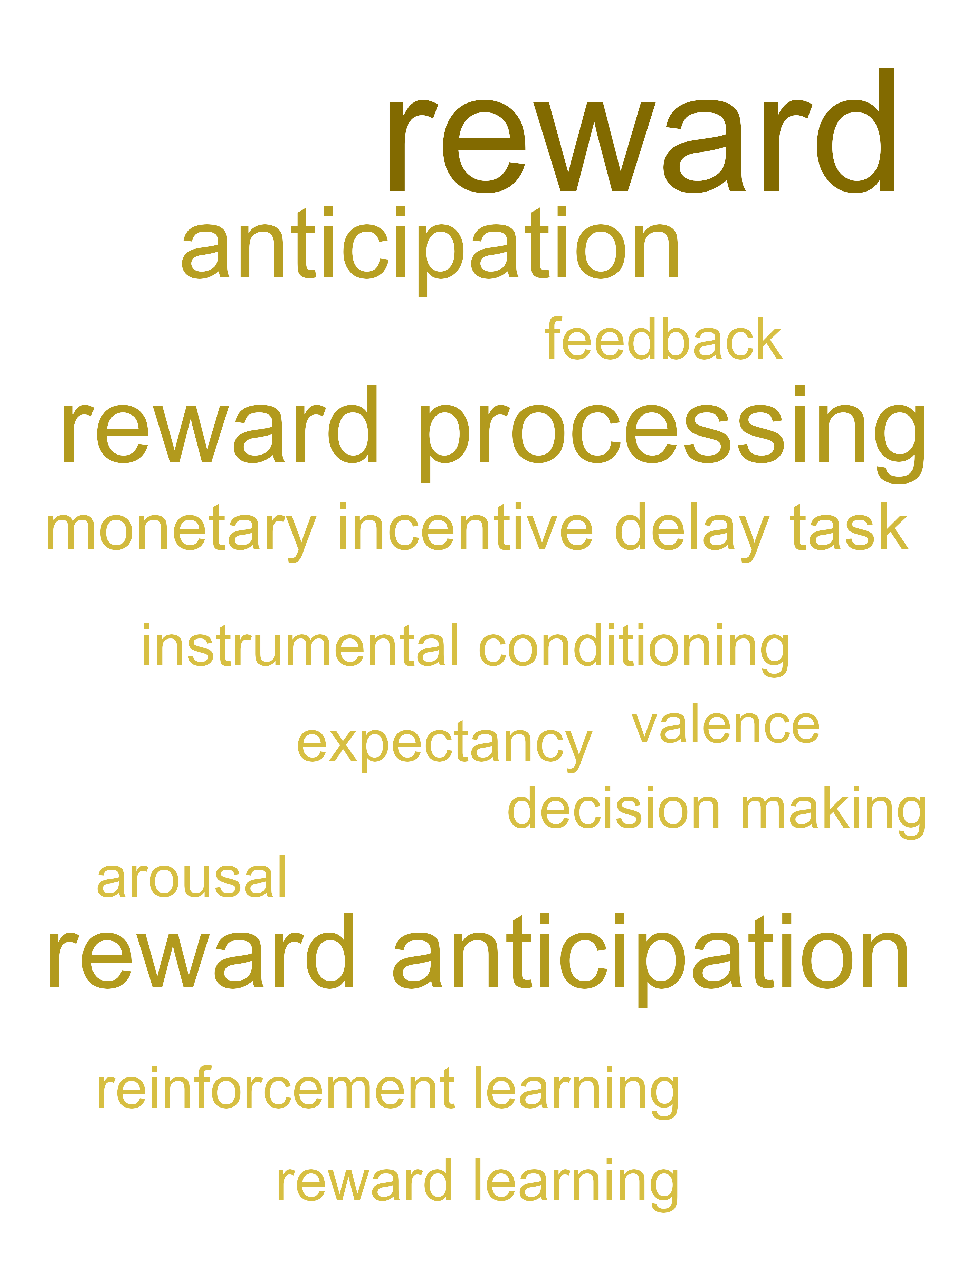 reward
anticipation
feedback
reward processing
monetary incentive delay task
instrumental conditioning
valence
expectancy
decision making
arousal
reward anticipation
reinforcement learning
reward learning